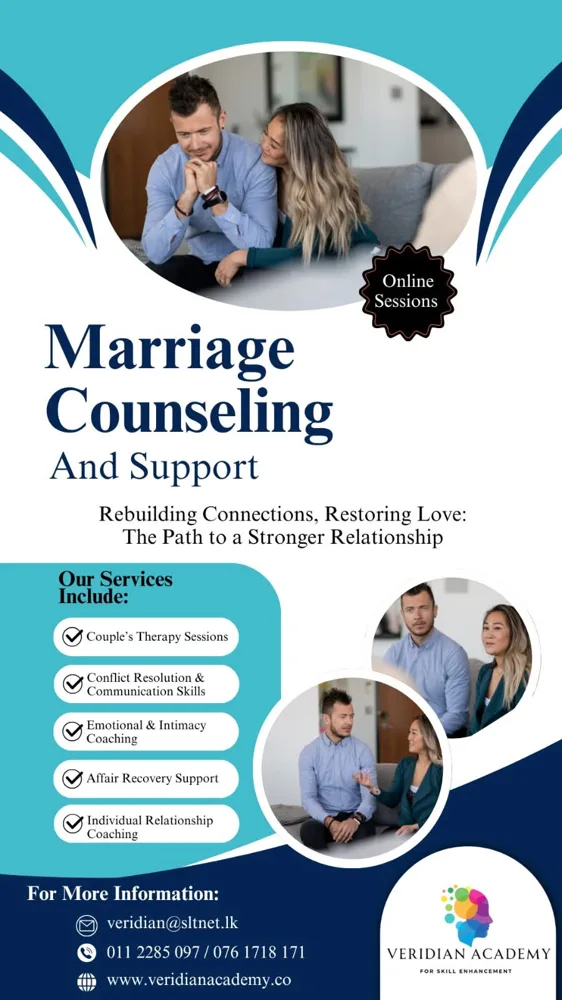 Online
Sessions
Marriage
Counseling
And Support
Rebuilding Connections, Restoring Love:
The Path to a Stronger Relationship
Our Services
Include:
Couple's Therapy Sessions
Conflict Resolution &
Communication Skills
Emotional & Intimacy
Coaching
Affair Recovery Support
Individual Relationship
Coaching
For More Information:
veridian@sltnet.lk
011 2285 097 / 076 1718 171
www.veridianacademy.co
VERIDIAN ACADEMY
FOR SKILL ENHANCEMENT